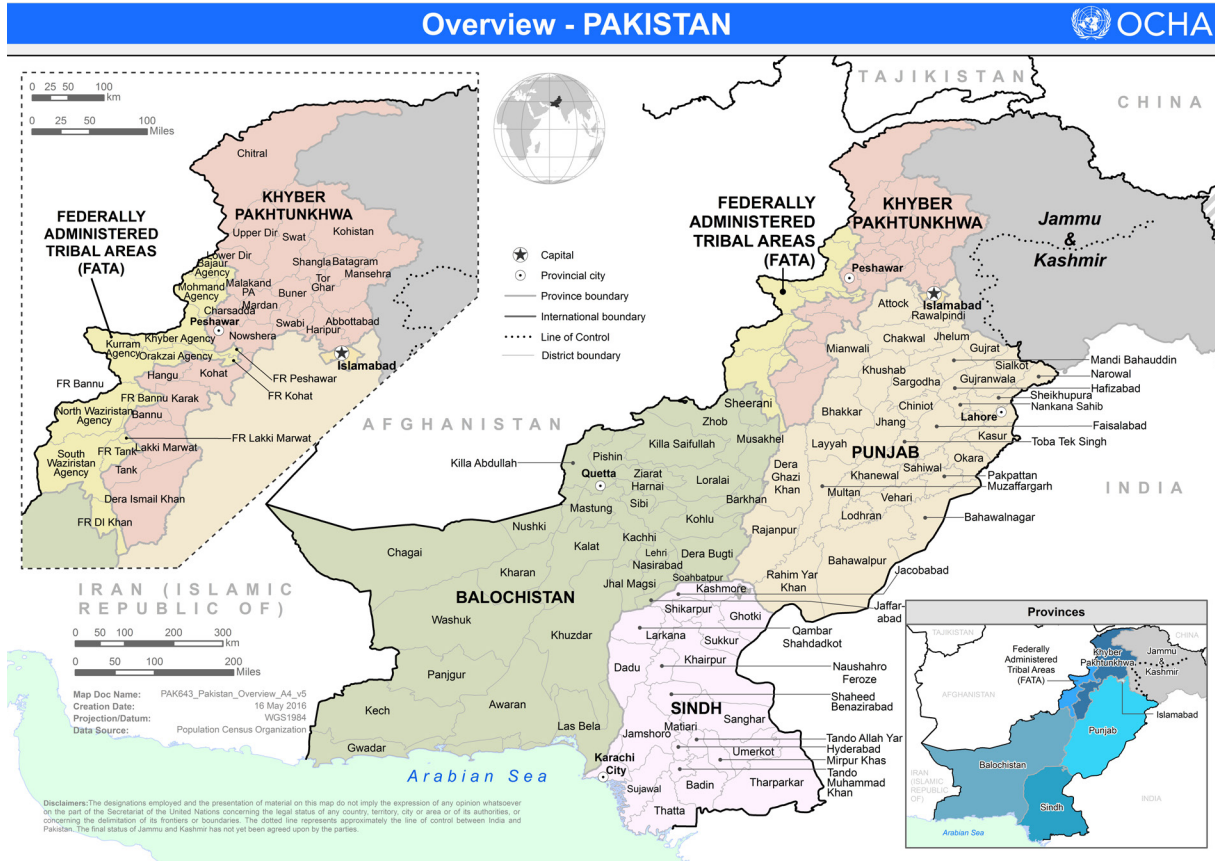 Overview - PAKISTAN
OCHA
0 25 50 100
km
0 25 50 100
Miles
Chitral
KHYBER
PAKHTUNKHWA
FEDERALLY
ADMINISTERED
TRIBAL AREAS
(FATA)
Upper Dir
Swat
Kohistan
Lower Dir
Bajaur
Agency
Shangla
Batagram
Mansehra
Mohmand
Agency
Malakand
PA
Buner
Tor
Ghar
Mardan
Charsadda
Peshawar
Swabi
Haripur
Abbottabad
Nowshera
Khyber Agency
Kurram
Agency
Orakzai Agency
Islamabad
FR Peshawar
FR Kohat
Hangu
Kohat
FR Bannu
FR Bannu
Karak
North Waziristan
Agency
Bannu
FR Lakki Marwat
Lakki Marwat
FR Tank
South
Waziristan
Agency
Tank
Dera Ismail Khan
FR DI Khan
Capital
Provincial city
Province boundary
International boundary
Line of Control
District boundary
TAJIKISTAN
CHINA
AFGHANISTAN
INDIA
IRAN (ISLAMIC
REPUBLIC OF)
FEDERALLY
ADMINISTERED
TRIBAL AREAS
(FATA)
KHYBER
PAKHTUNKHWA
Jammu
&
Kashmir
Peshawar
Islamabad
Attock
Rawalpindi
Chakwal
Jhelum
Mianwali
Gujrat
Mandi Bahauddin
Sialkot
Narowal
Khushab
Sargodha
Gujranwala
Hafizabad
Sheikhupura
Nankana Sahib
Bhakkar
Chiniot
Lahore
Faisalabad
Jhang
Kasur
Toba Tek Singh
Layyah
PUNJAB
Okara
Sahiwal
Pakpattan
Dera
Ghazi
Khan
Khanewal
Muzaffargarh
Multan
Vehari
Lodhran
Bahawalnagar
Rajanpur
Bahawalpur
Rahim Yar
Khan
Sheerani
Zhob
Musakhel
Killa Saifullah
Killa Abdullah
Pishin
Quetta
Ziarat
Harnai
Loralai
Barkhan
Mastung
Sibi
Kohlu
Nushki
Chagai
Kalat
Kachhi
Lehri
Nasirabad
Dera Bugti
Kharan
Jhal Magsi
Soahbatpur
BALOCHISTAN
Washuk
Khuzdar
Panjgur
Kech
Awaran
Las Bela
Gwadar
Jacobabad
Jaffar-
abad
Kashmore
Shikarpur
Ghotki
Qambar
Shahdadkot
Larkana
Sukkur
Dadu
Khairpur
Naushahro
Feroze
Shaheed
Benazirabad
SINDH
Sanghar
Matiari
Jamshoro
Tando Allah Yar
Hyderabad
Umerkot
Mirpur Khas
Tando
Muhammad
Khan
Karachi
City
Badin
Tharparkar
Sujawal
Thatta
Arabian Sea
0 50 100 200 300
km
0 50 100 200
Miles
Map Doc Name: PAK643_Pakistan_Overview_A4_v5
Creation Date: 16 May 2016
Projection/Datum: WGS1984
Data Source: Population Census Organization
Disclaimers:The designations employed and the presentation of material on this map do not imply the expression of any opinion whatsoever
on the part of the Secretariat of the United Nations concerning the legal status of any country, territory, city or area or of its authorities, or
concerning the delimitation of its frontiers or boundaries. The dotted line represents approximately the line of control between India and
Pakistan. The final status of Jammu and Kashmir has not yet been agreed upon by the parties.
Provinces
TAJIKISTAN
CHINA
Federally
Administered
Tribal Areas
(FATA)
Khyber
Pakhtunkhwa
Jammu
&
Kashmir
AFGHANISTAN
Islamabad
Punjab
Balochistan
IRAN
(ISLAMIC
REPUBLIC
OF)
INDIA
Sindh
Arabian Sea